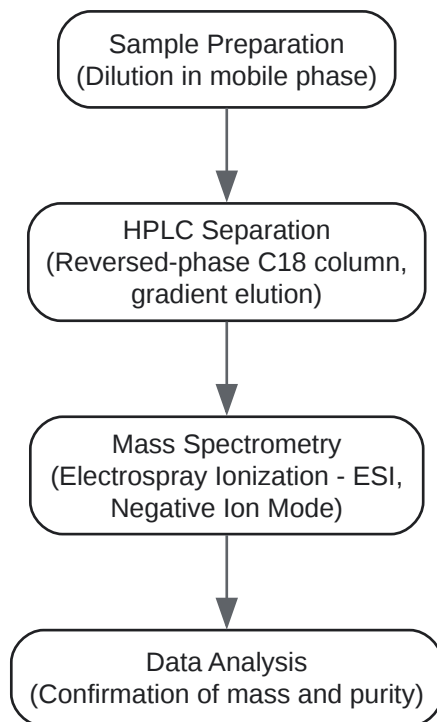 Sample Preparation
(Dilution in mobile phase)
HPLC Separation
(Reversed-phase C18 column,
gradient elution)
Mass Spectrometry
(Electrospray Ionization - ESI,
Negative Ion Mode)
Data Analysis
(Confirmation of mass and purity)